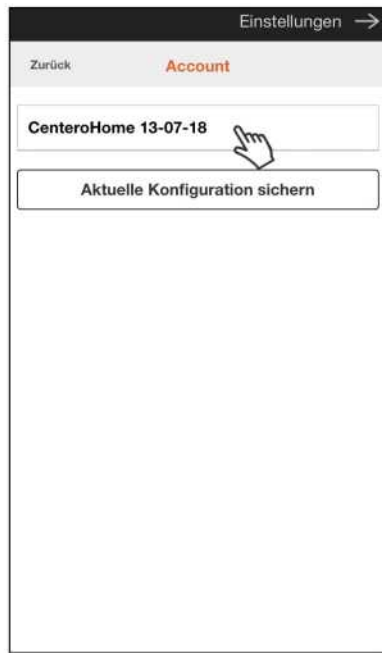 Einstellungen →
Zurück Account
CenteroHome 13-07-18
Aktuelle Konfiguration sichern